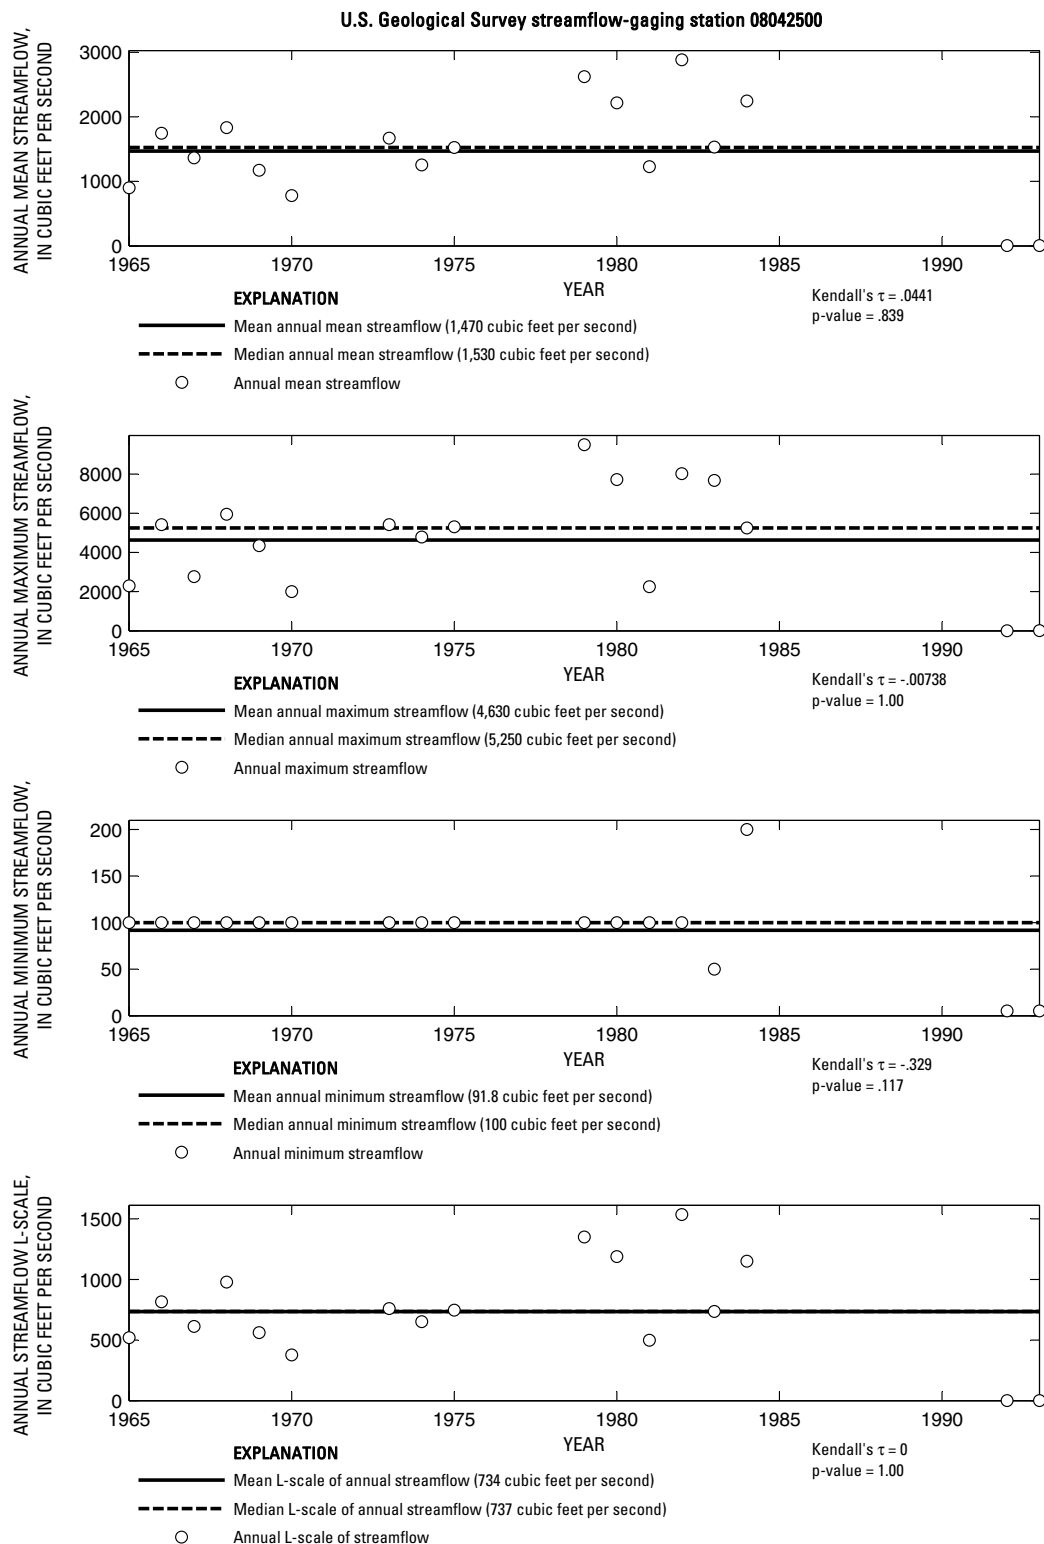 U.S. Geological Survey streamflow-gaging station 08042500
ANNUAL MEAN STREAMFLOW,
IN CUBIC FEET PER SECOND
3000
2000
1000
0
1965 1970 1975 1980 1985 1990
YEAR
Kendall's τ = .0441
p-value = .839
EXPLANATION
Mean annual mean streamflow (1,470 cubic feet per second)
Median annual mean streamflow (1,530 cubic feet per second)
Annual mean streamflow
ANNUAL MAXIMUM STREAMFLOW,
IN CUBIC FEET PER SECOND
8000
6000
4000
2000
0
1965 1970 1975 1980 1985 1990
YEAR
Kendall's τ = -.00738
p-value = 1.00
EXPLANATION
Mean annual maximum streamflow (4,630 cubic feet per second)
Median annual maximum streamflow (5,250 cubic feet per second)
Annual maximum streamflow
ANNUAL MINIMUM STREAMFLOW,
IN CUBIC FEET PER SECOND
200
150
100
50
0
1965 1970 1975 1980 1985 1990
YEAR
Kendall's τ = -.329
p-value = .117
EXPLANATION
Mean annual minimum streamflow (91.8 cubic feet per second)
Median annual minimum streamflow (100 cubic feet per second)
Annual minimum streamflow
ANNUAL STREAMFLOW L-SCALE,
IN CUBIC FEET PER SECOND
1500
1000
500
0
1965 1970 1975 1980 1985 1990
YEAR
Kendall's τ = 0
p-value = 1.00
EXPLANATION
Mean L-scale of annual streamflow (734 cubic feet per second)
Median L-scale of annual streamflow (737 cubic feet per second)
Annual L-scale of streamflow